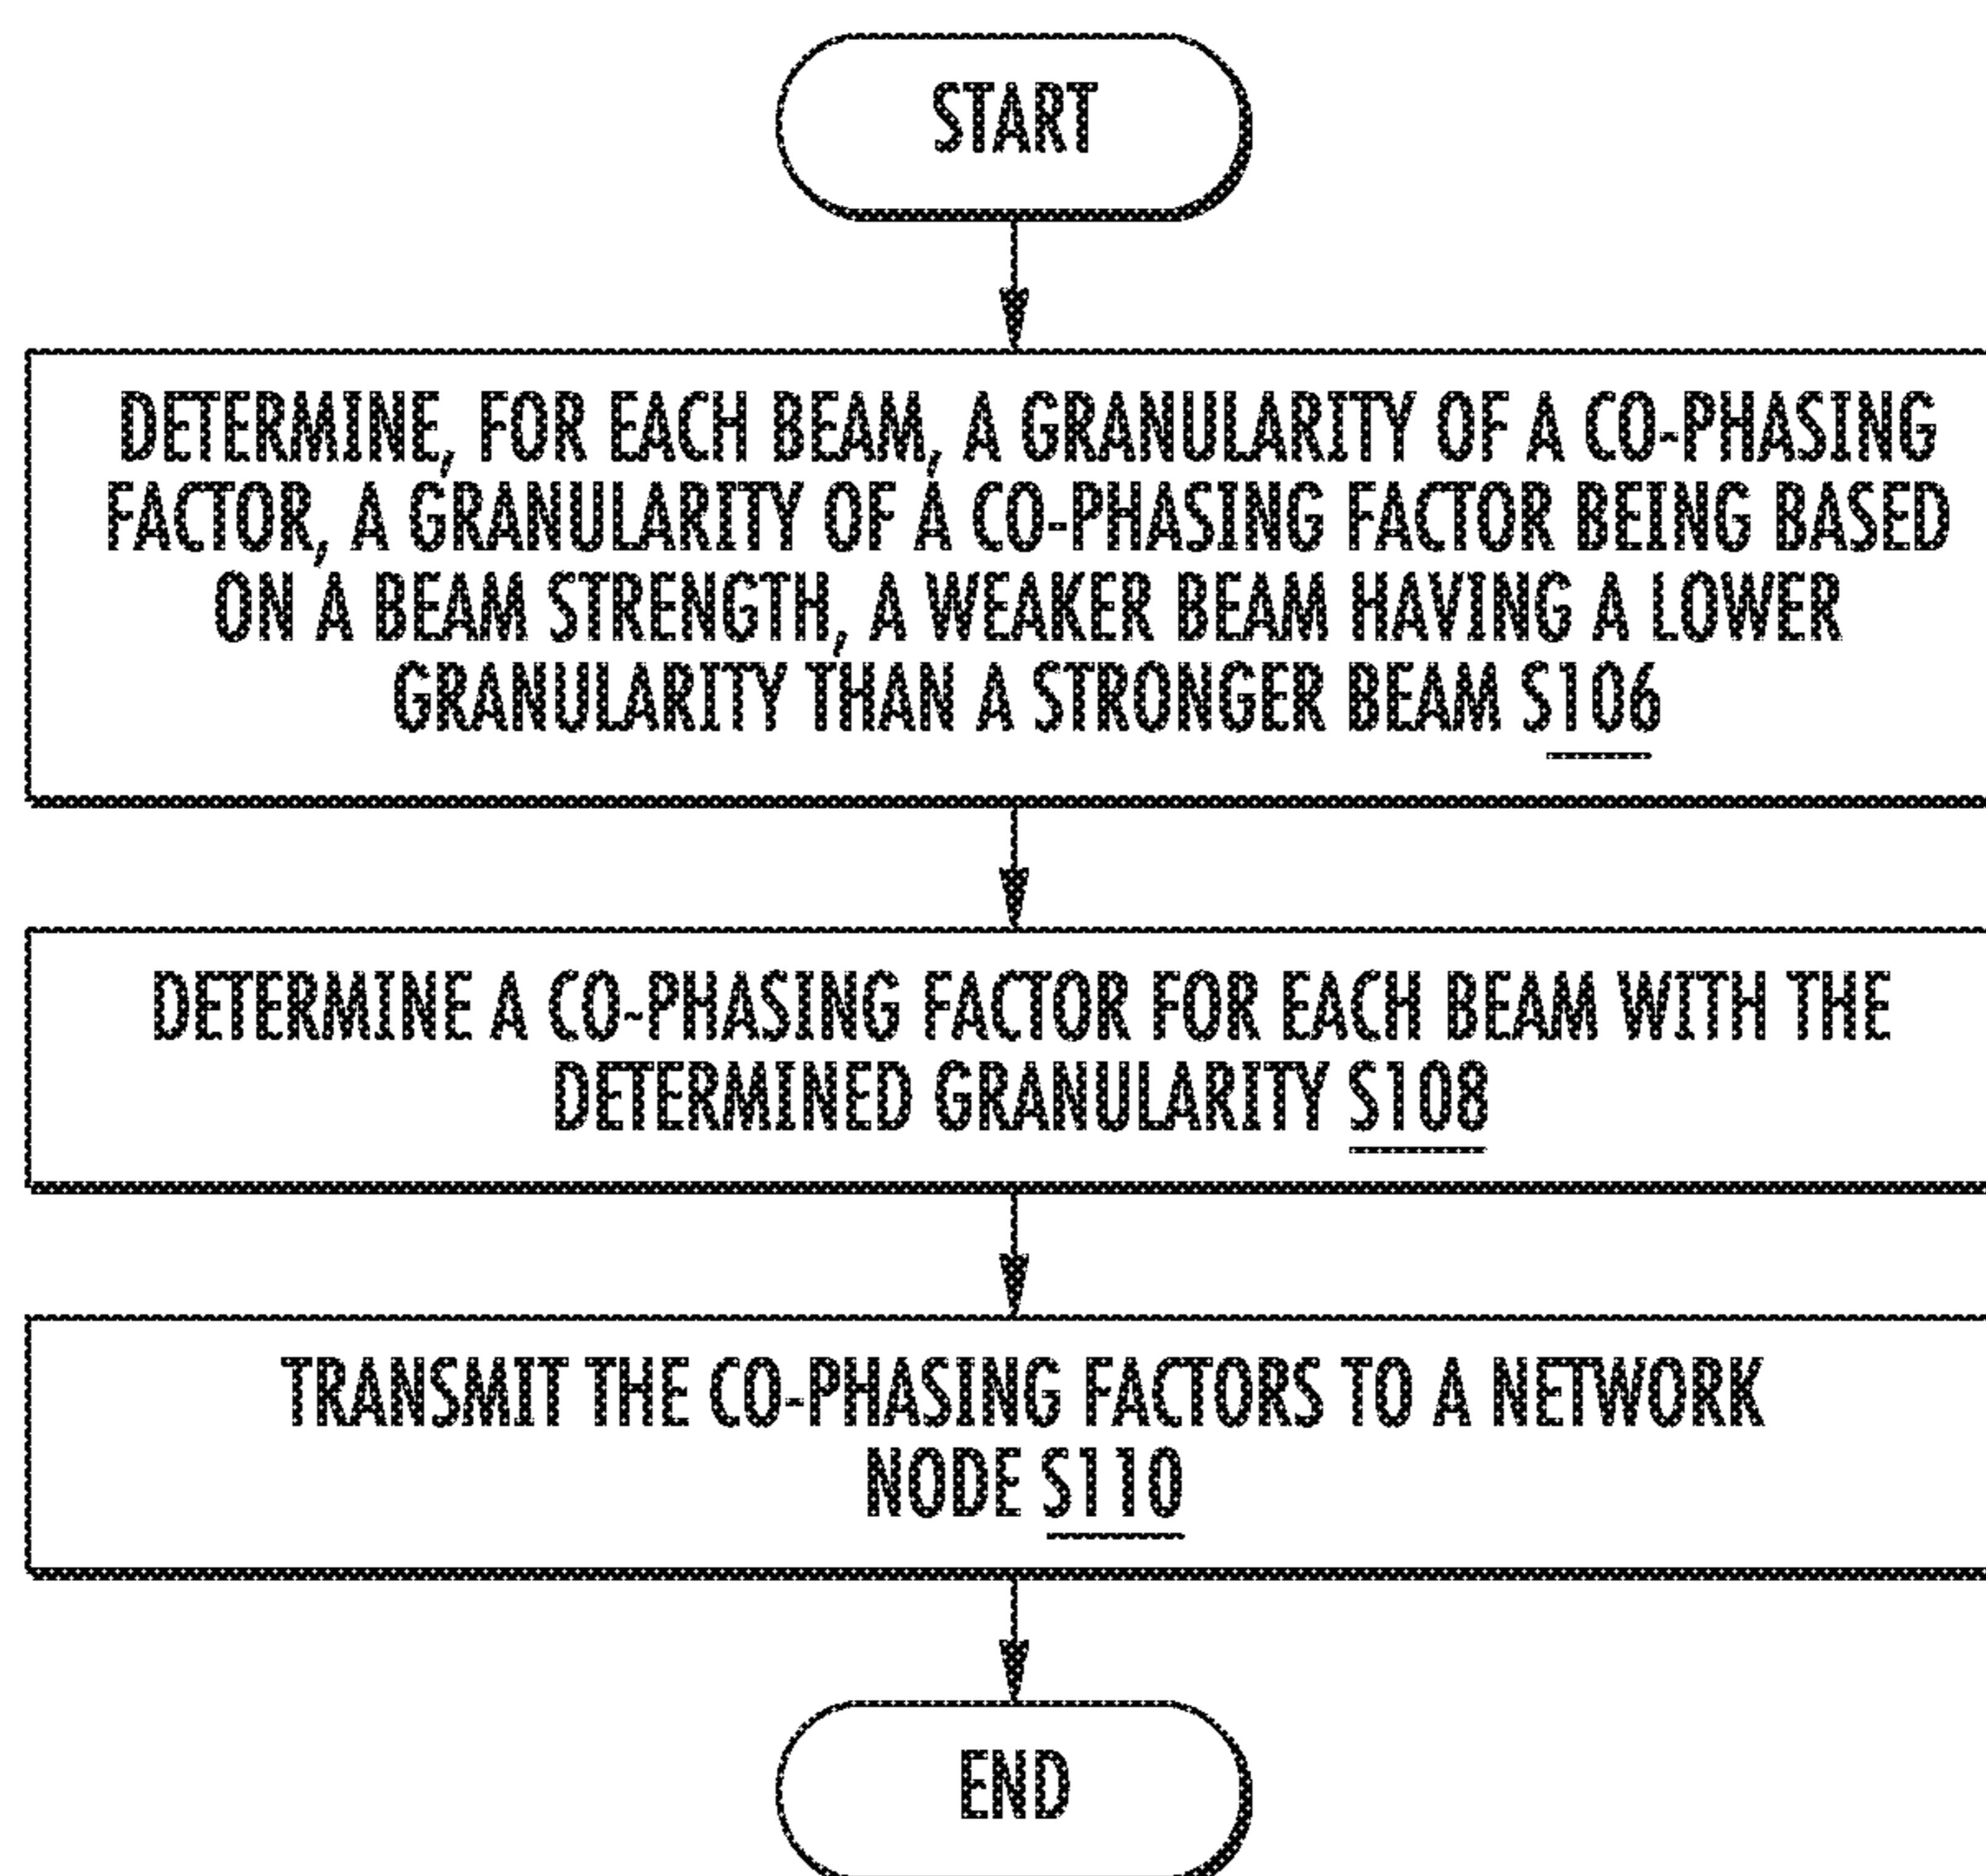 START
DETERMINE, FOR EACH BEAM, A GRANULARITY OF A CO-PHASING
FACTOR, A GRANULARITY OF A CO-PHASING FACTOR BEING BASED
ON A BEAM STRENGTH, A WEAKER BEAM HAVING A LOWER
GRANULARITY THAN A STRONGER BEAM S106
DETERMINE A CO-PHASING FACTOR FOR EACH BEAM WITH THE
DETERMINED GRANULARITY S108
TRANSMIT THE CO-PHASING FACTORS TO A NETWORK
NODE S110
END